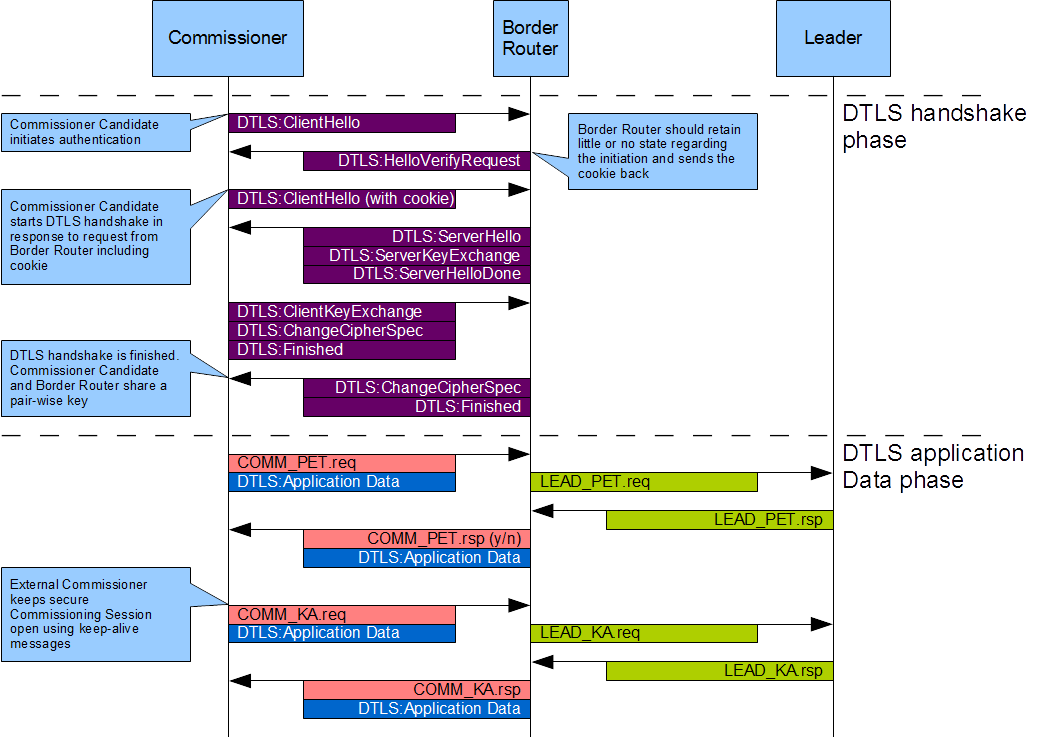 Commissioner
Border
Router
Leader
DTLS handshake
phase
Commissioner Candidate
initiates authentication
DTLS:ClientHello
Border Router should retain
little or no state regarding
the initiation and sends the
cookie back
DTLS:HelloVerifyRequest
Commissioner Candidate
starts DTLS handshake in
response to request from
Border Router including
cookie
DTLS:ClientHello (with cookie)
DTLS:ServerHello
DTLS:ServerKeyExchange
DTLS:ServerHelloDone
DTLS:ClientKeyExchange
DTLS:ChangeCipherSpec
DTLS:Finished
DTLS handshake is finished.
Commissioner Candidate
and Border Router share a
pair-wise key
DTLS:ChangeCipherSpec
DTLS:Finished
DTLS application
Data phase
COMM_PET.req
DTLS:Application Data
LEAD_PET.req
LEAD_PET.rsp
COMM_PET.rsp (y/n)
DTLS:Application Data
External Commissioner
keeps secure
Commissioning Session
open using keep-alive
messages
COMM_KA.req
DTLS:Application Data
LEAD_KA.req
LEAD_KA.rsp
COMM_KA.rsp
DTLS:Application Data